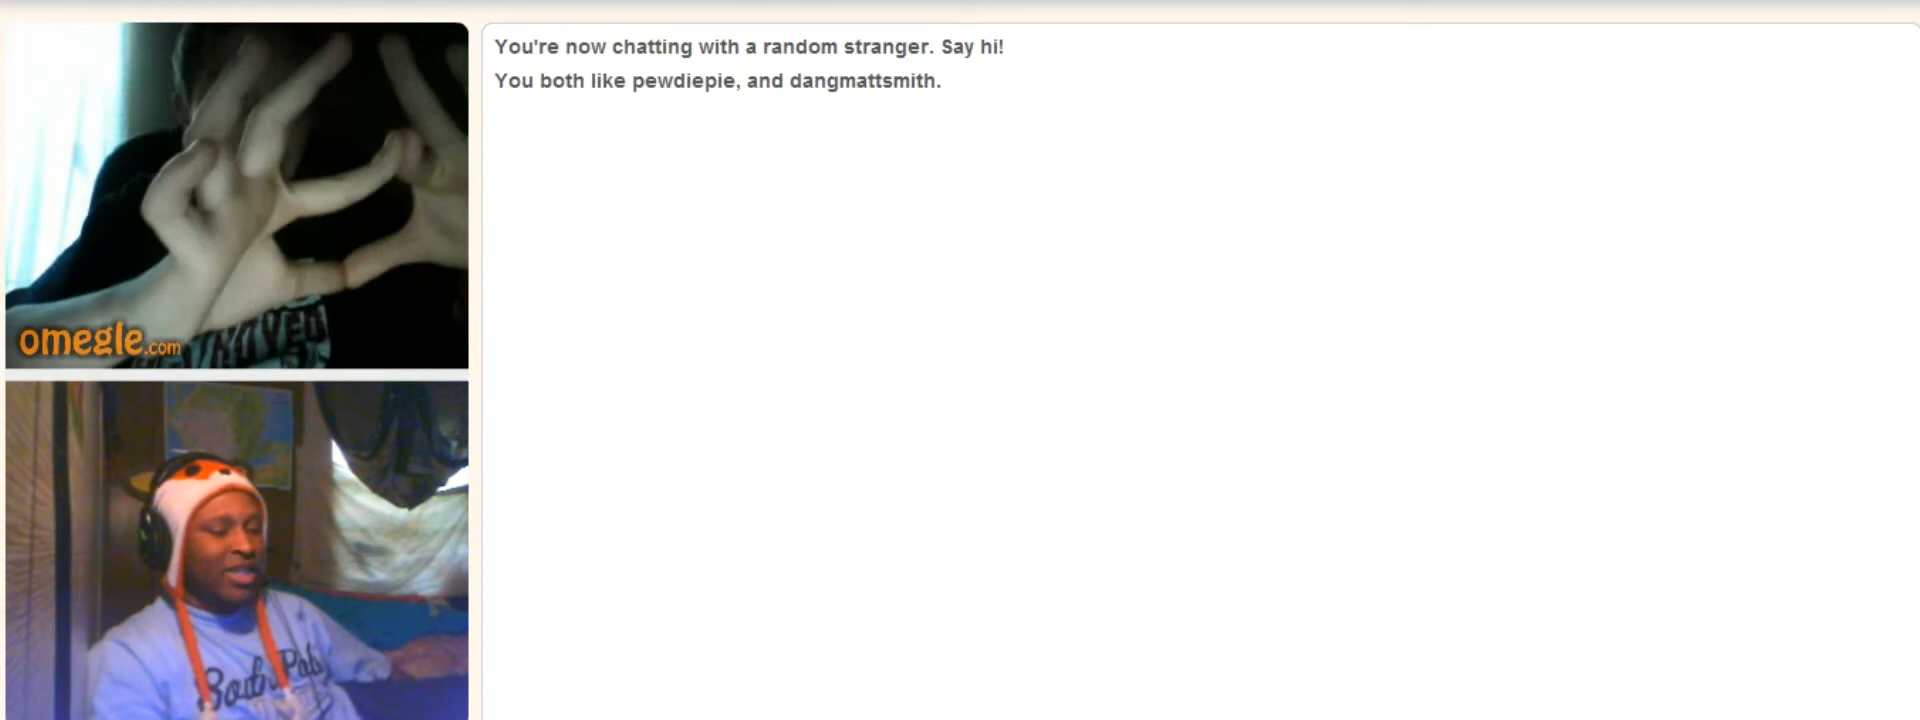 You're now chatting with a random stranger. Say hi!
You both like pewdiepie, and dangmattsmith.
omegle.com